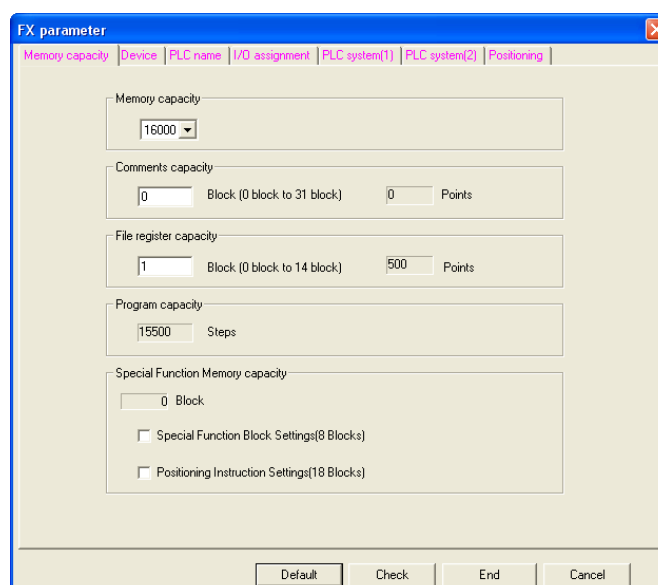 FX parameter
Memory capacity Device PLC name I/O assignment PLC system(1) PLC system(2) Positioning
Memory capacity
16000
Comments capacity
0 Block (0 block to 31 block) 0 Points
File register capacity
1 Block (0 block to 14 block) 500 Points
Program capacity
15500 Steps
Special Function Memory capacity
0 Block
Special Function Block Settings(8 Blocks)
Positioning Instruction Settings(18 Blocks)
Default Check End Cancel